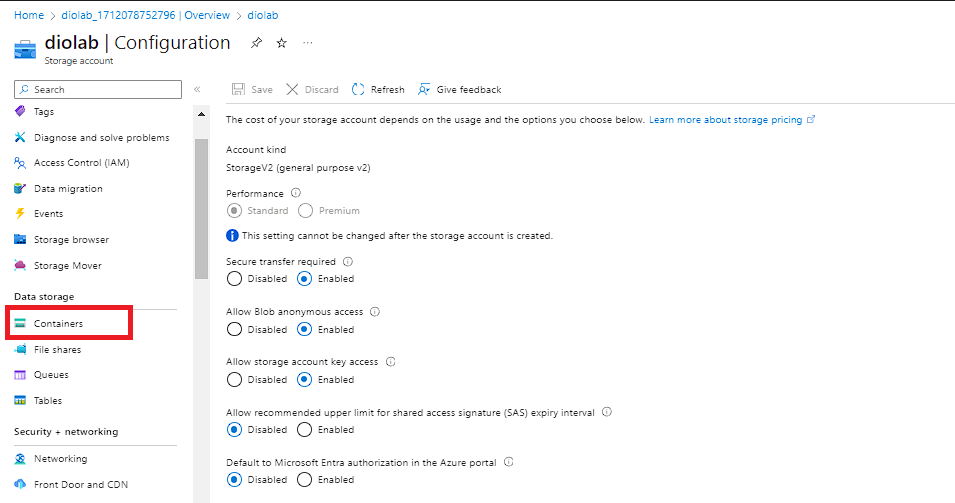 Home > diolab_1712078752796 | Overview > diolab
diolab | Configuration ...
Storage account
Search «
Tags
Diagnose and solve problems
Access Control (IAM)
Data migration
Events
Storage browser
Storage Mover
Data storage
Containers
File shares
Queues
Tables
Security + networking
Networking
Front Door and CDN
Save Discard Refresh Give feedback
The cost of your storage account depends on the usage and the options you choose below. Learn more about storage pricing
Account kind
StorageV2 (general purpose v2)
Performance
Standard Premium
This setting cannot be changed after the storage account is created.
Secure transfer required
Disabled Enabled
Allow Blob anonymous access
Disabled Enabled
Allow storage account key access
Disabled Enabled
Allow recommended upper limit for shared access signature (SAS) expiry interval
Disabled Enabled
Default to Microsoft Entra authorization in the Azure portal
Disabled Enabled